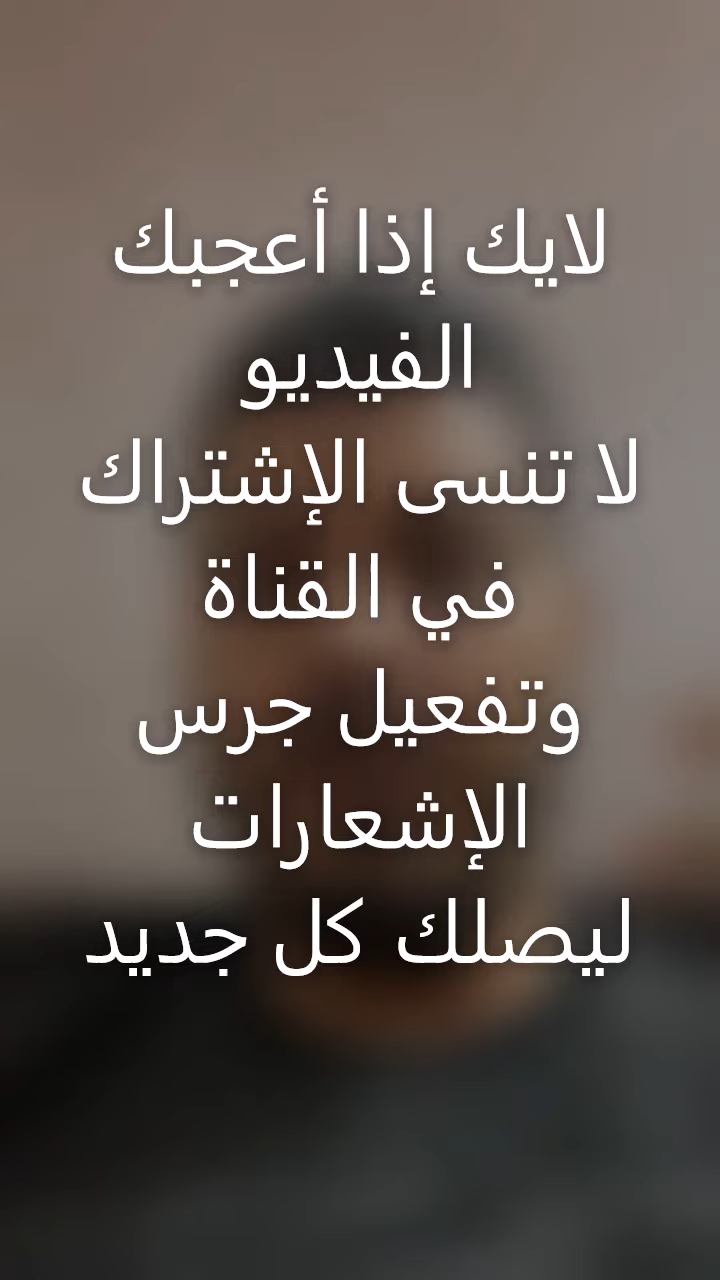 لايك إذا أعجبك
الفيديو
لا تنسى الإشتراك
في القناة
وتفعيل جرس
الإشعارات
ليصلك كل جديد